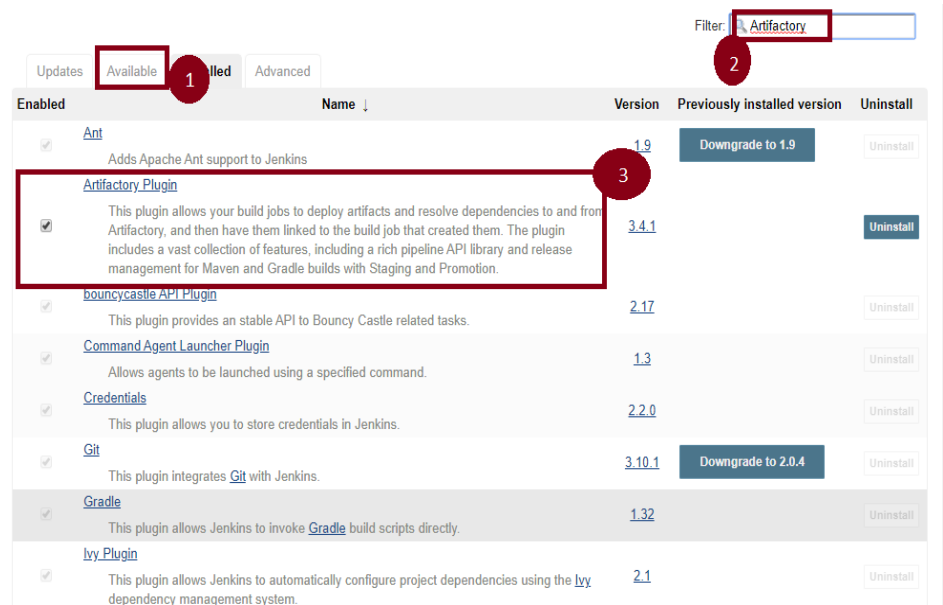 Filter: Artifactory
2
Updates Available 1 lled Advanced
Enabled Name ↓ Version Previously installed version Uninstall
Ant
Adds Apache Ant support to Jenkins
1.9 Downgrade to 1.9 Uninstall
3
Artifactory Plugin
This plugin allows your build jobs to deploy artifacts and resolve dependencies to and from
Artifactory, and then have them linked to the build job that created them. The plugin
includes a vast collection of features, including a rich pipeline API library and release
management for Maven and Gradle builds with Staging and Promotion.
3.4.1 Uninstall
bouncycastle API Plugin
This plugin provides an stable API to Bouncy Castle related tasks.
2.17 Uninstall
Command Agent Launcher Plugin
Allows agents to be launched using a specified command.
1.3 Uninstall
Credentials
This plugin allows you to store credentials in Jenkins.
2.2.0 Uninstall
Git
This plugin integrates Git with Jenkins.
3.10.1 Downgrade to 2.0.4 Uninstall
Gradle
This plugin allows Jenkins to invoke Gradle build scripts directly.
1.32 Uninstall
Ivy Plugin
This plugin allows Jenkins to automatically configure project dependencies using the Ivy
dependency management system.
2.1 Uninstall